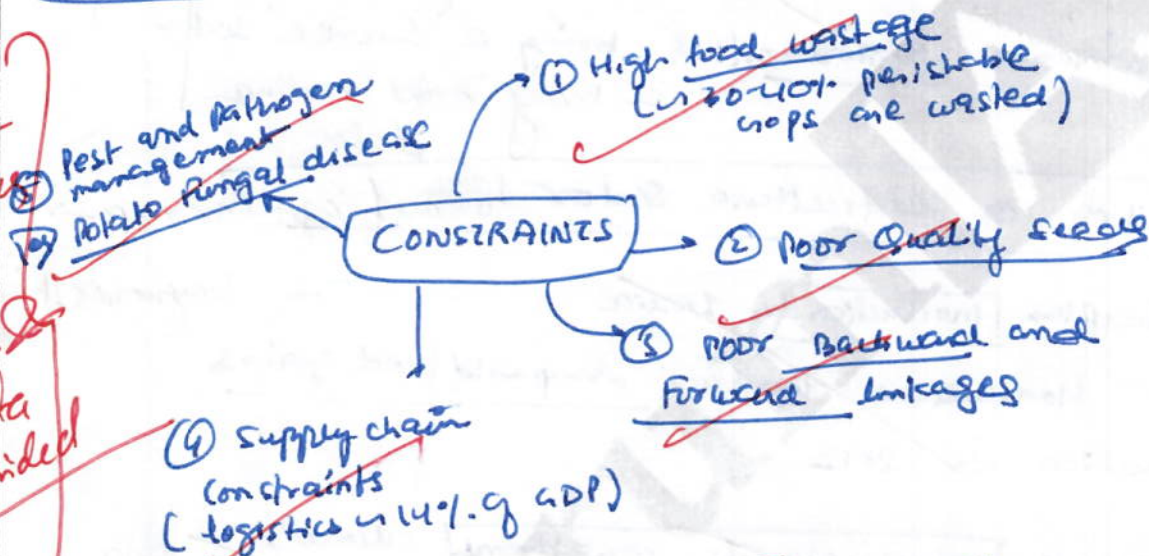 ① High food wastage
(~ 30-40% perishable
crops are wasted)
CONSTRAINTS
② Poor Quality Seeds
③ Poor Backward and
Forward linkages
④ Supply chain
constraints
(logistics ~ 14% of GDP)
⑤ Pest and Pathogen
management
eg Potato Fungal disease